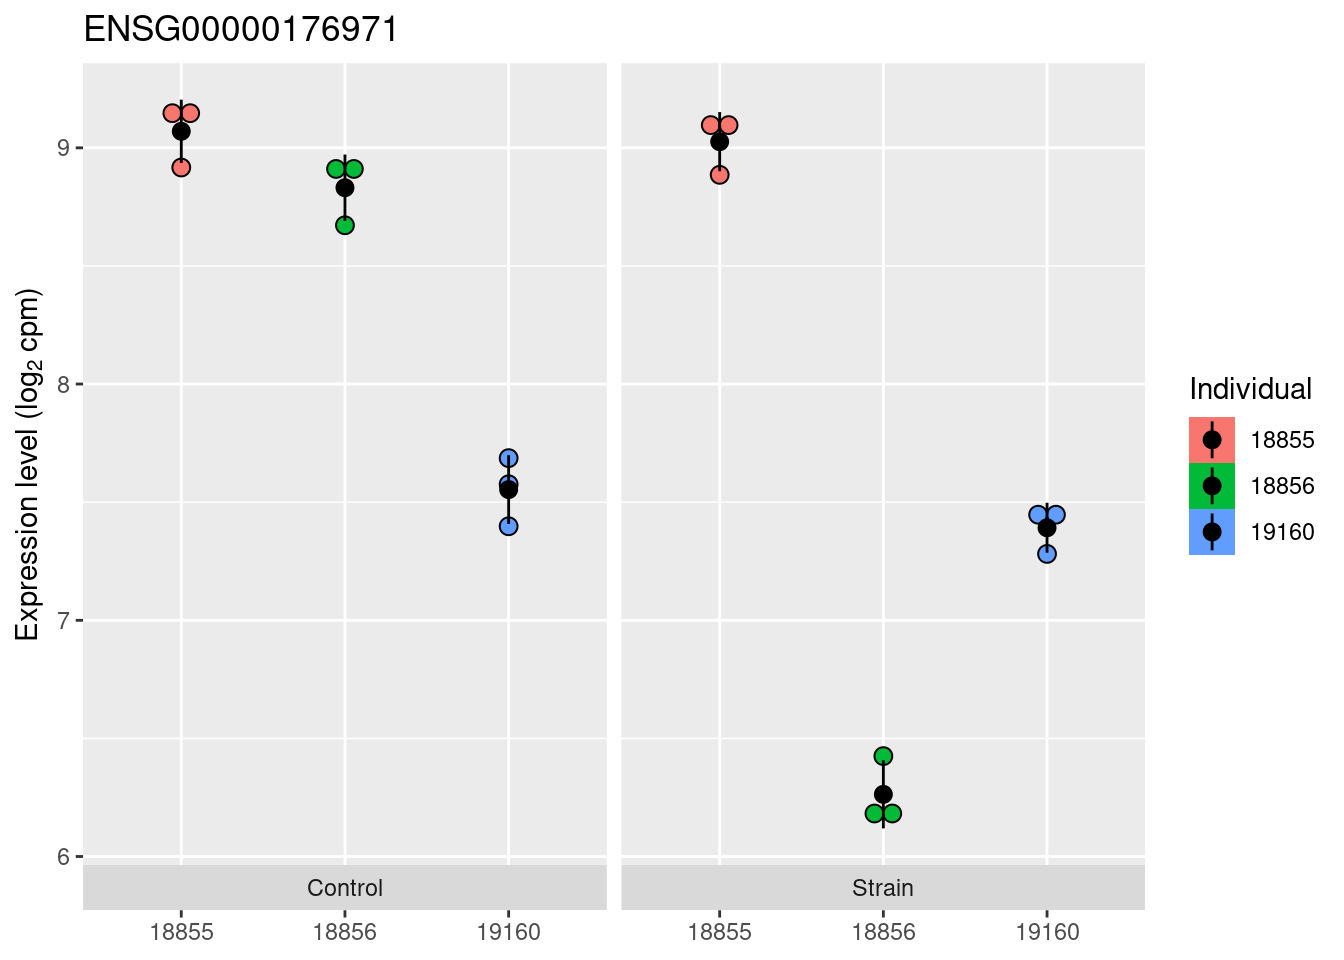 ENSG00000176971
Expression level (log2 cpm)
9
8
7
6
Control
Strain
18855
18856
19160
18855
18856
19160
Individual
18855
18856
19160